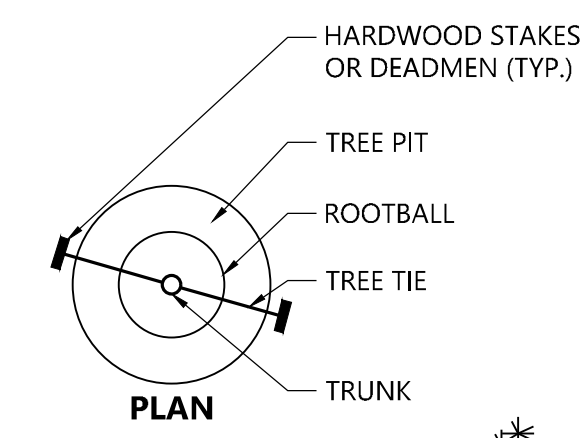 HARDWOOD STAKES
OR DEADMEN (TYP.)
TREE PIT
ROOTBALL
TREE TIE
TRUNK
PLAN